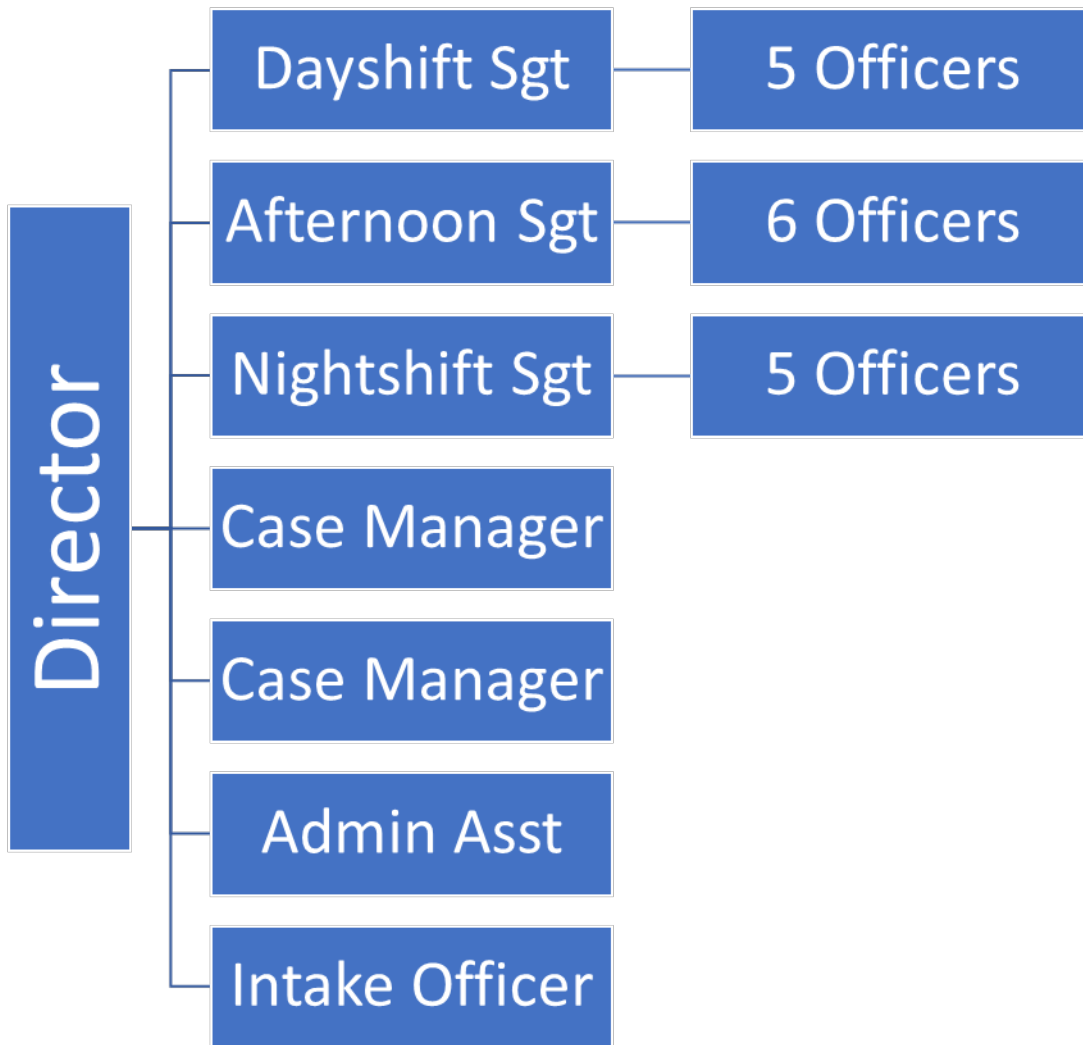 Director
Dayshift Sgt
5 Officers
Afternoon Sgt
6 Officers
Nightshift Sgt
5 Officers
Case Manager
Case Manager
Admin Asst
Intake Officer